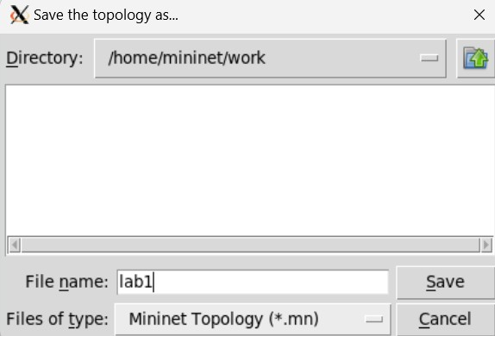 Save the topology as...
Directory: /home/mininet/work
File name: lab1
Save
Files of type: Mininet Topology (*.mn)
Cancel